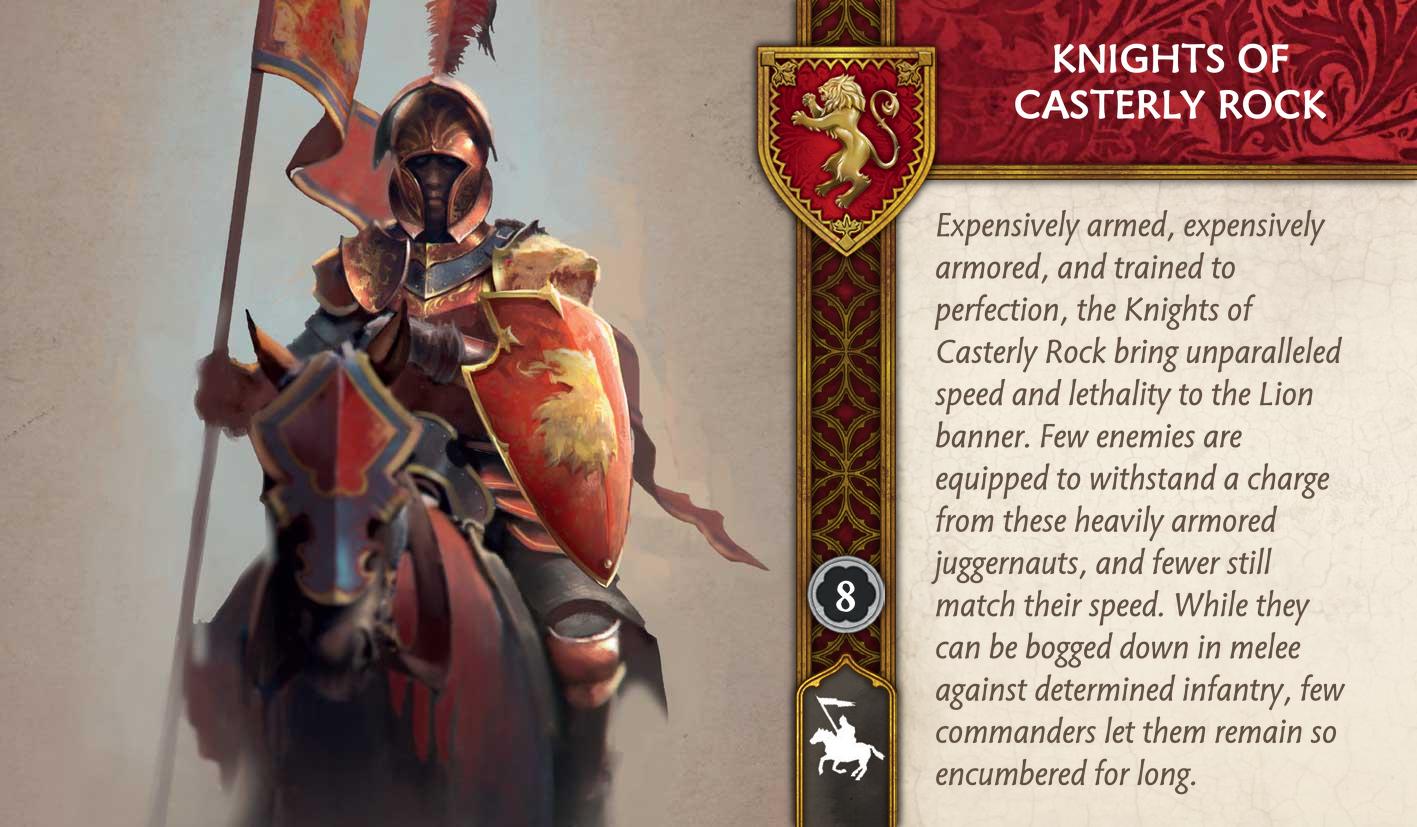 KNIGHTS OF
CASTERLY ROCK
Expensively armed, expensively
armored, and trained to
perfection, the Knights of
Casterly Rock bring unparalleled
speed and lethality to the Lion
banner. Few enemies are
equipped to withstand a charge
from these heavily armored
juggernauts, and fewer still
match their speed. While they
can be bogged down in melee
against determined infantry, few
commanders let them remain so
encumbered for long.
8